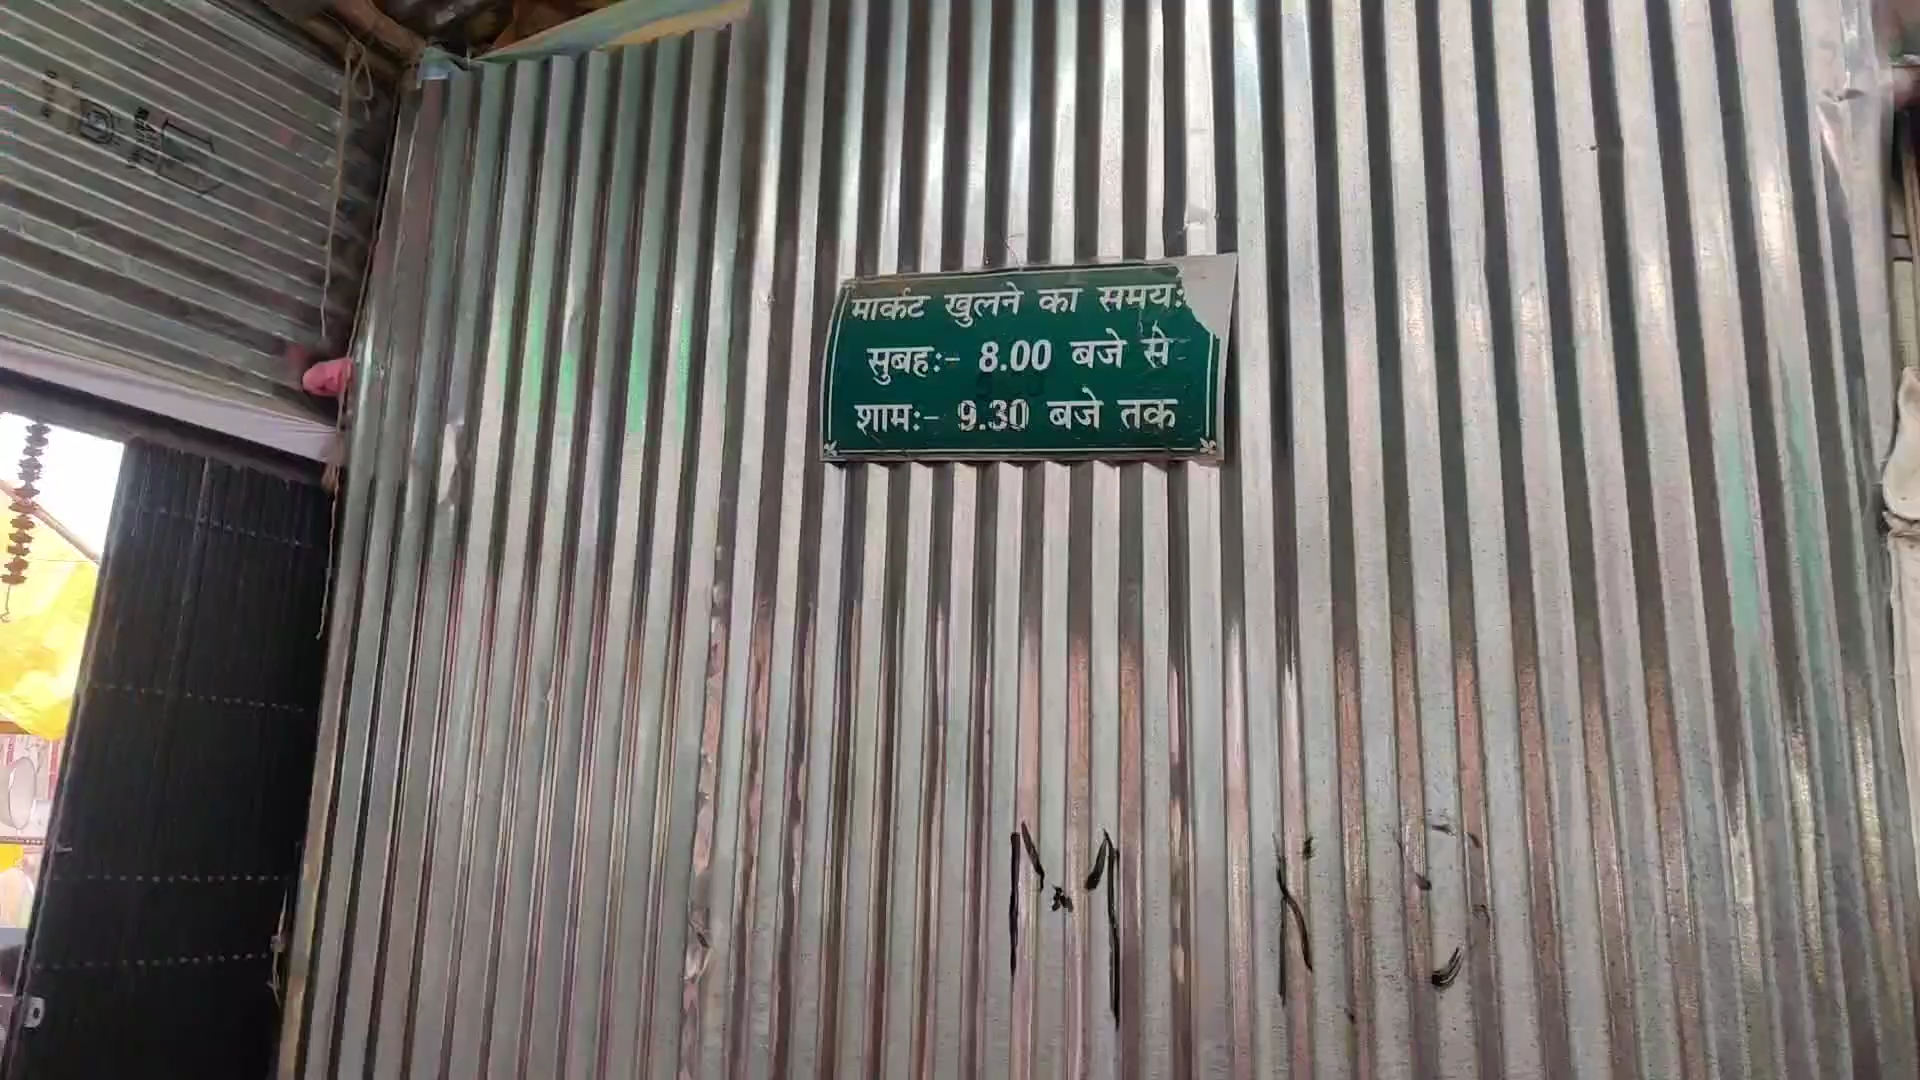 मार्केट खुलने का समय:
सुबह:- 8.00 बजे से
शाम:- 9.30 बजे तक